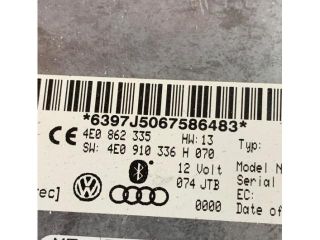 *6397J5067586483*
4E0 862 335 HW: 13 Typ:
SW: 4E0 910 336 H 070
12 Volt Model N
074 JTB Serial
tec] EC:
0000 Date of